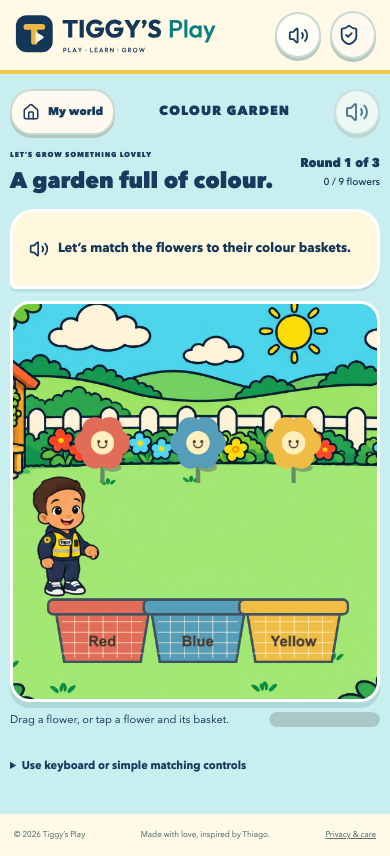 TIGGY'S Play
PLAY · LEARN · GROW
My world
COLOUR GARDEN
LET'S GROW SOMETHING LOVELY
A garden full of colour.
Round 1 of 3
0 / 9 flowers
Let's match the flowers to their colour baskets.
Red
Blue
Yellow
Drag a flower, or tap a flower and its basket.
Use keyboard or simple matching controls
© 2026 Tiggy's Play
Made with love, inspired by Thiago.
Privacy & care